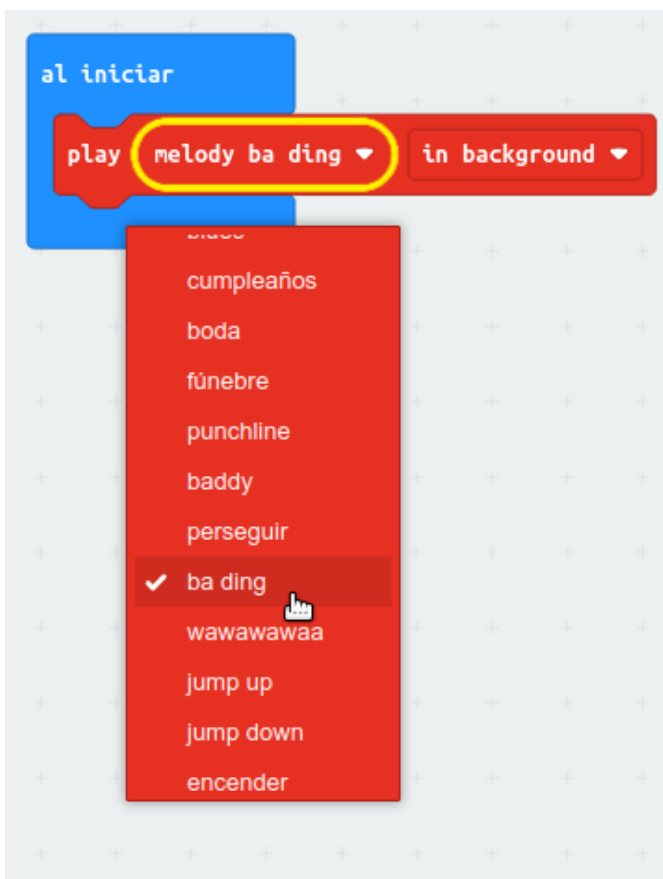 al iniciar
play melody ba ding in background
cumpleaños
boda
fúnebre
punchline
baddy
perseguir
ba ding
wawawawaa
jump up
jump down
encender